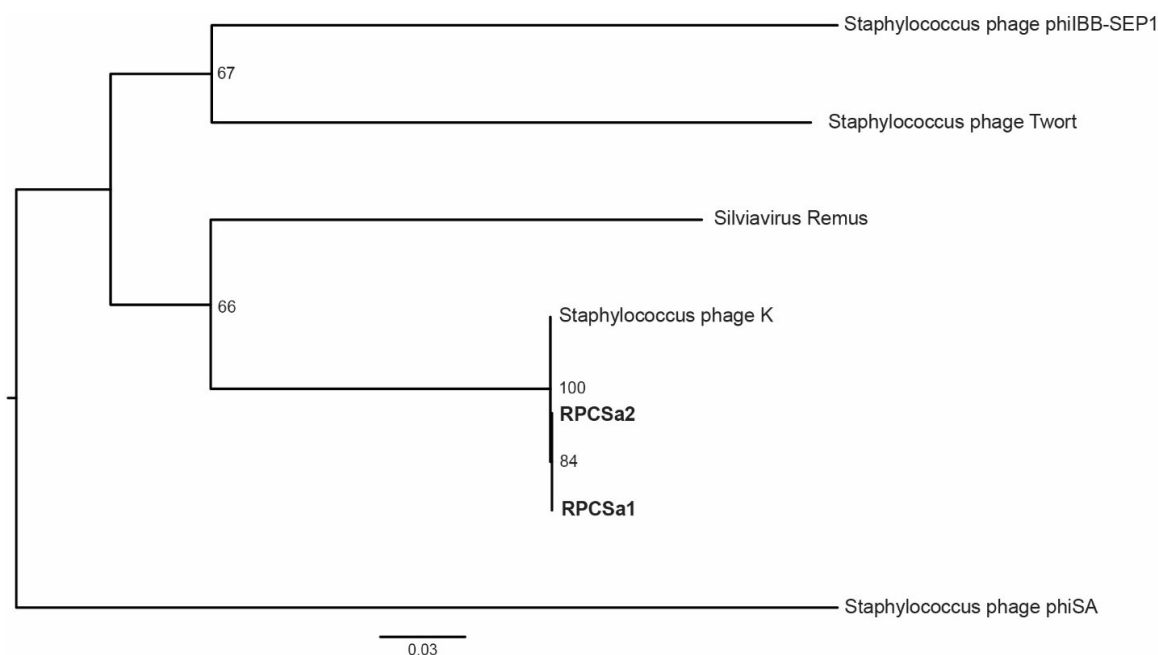 Staphylococcus phage philBB-SEP1
67
Staphylococcus phage Twort
Silviavirus Remus
66
Staphylococcus phage K
100
RPCSa2
84
RPCSa1
Staphylococcus phage phiSA
0.03